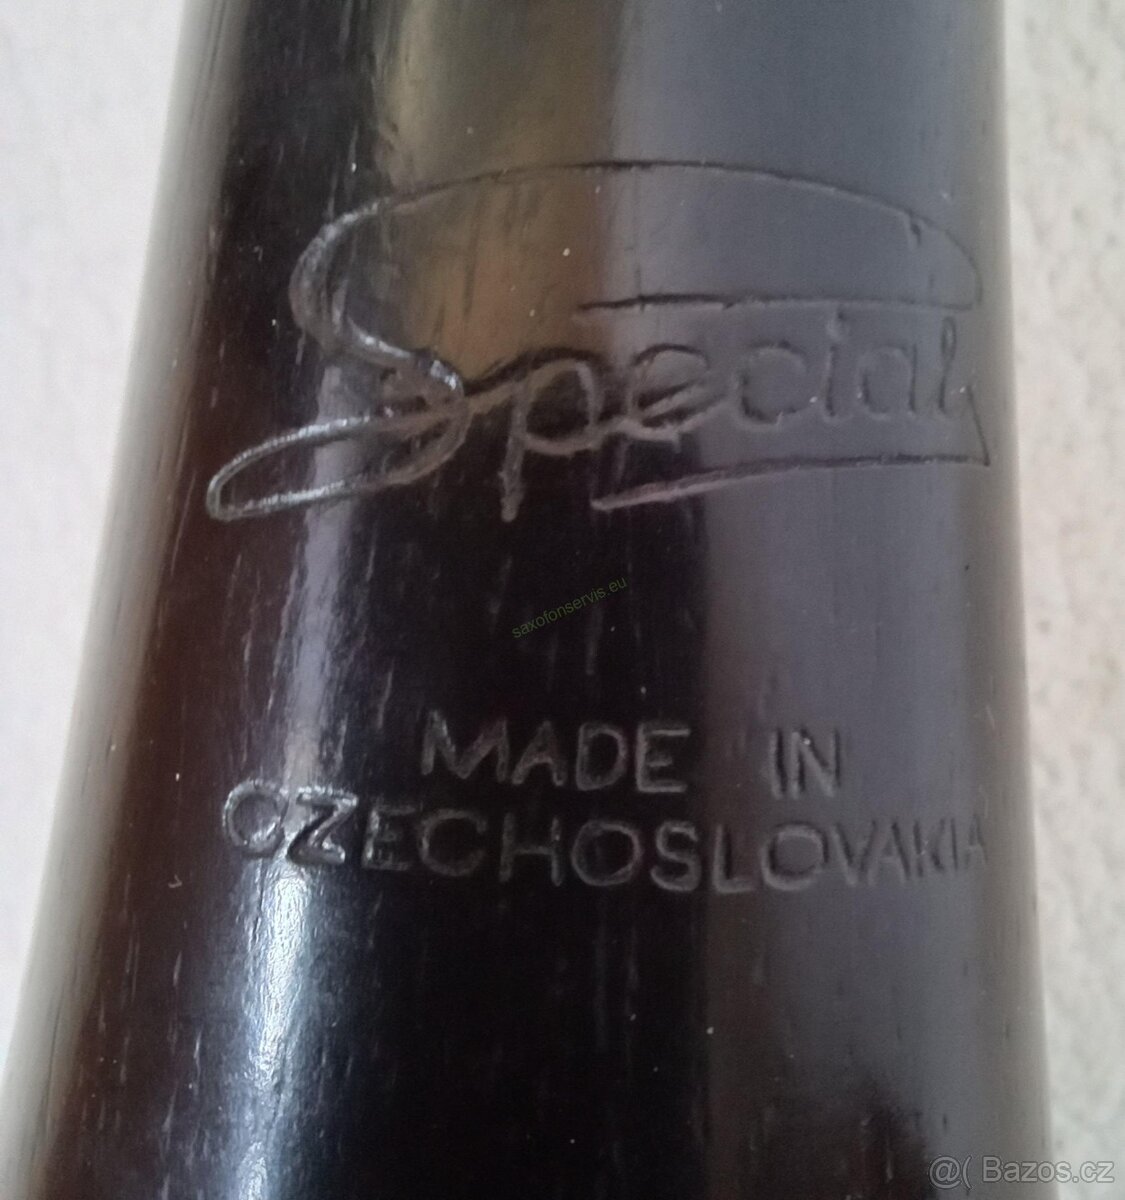 Special
saxofonservis.eu
MADE IN
CZECHOSLOVAKIA
@( Bazos.cz